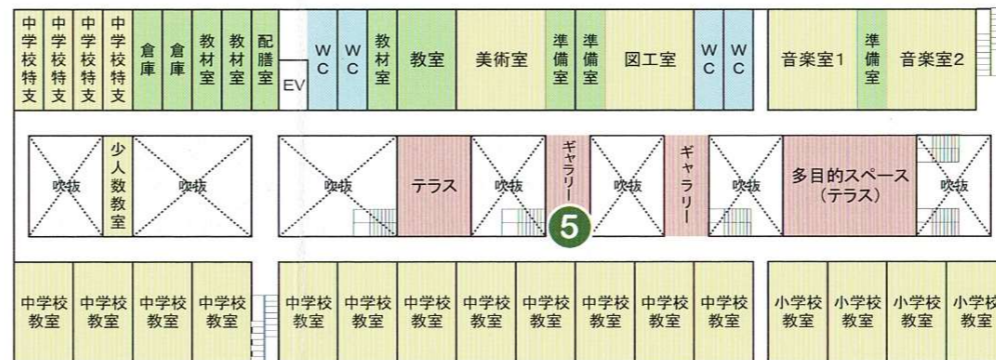 中学校特支
中学校特支
中学校特支
中学校特支
倉庫
倉庫
教材室
教材室
配膳室
EV
WC
WC
教材室
教室
美術室
準備室
準備室
図工室
WC
WC
音楽室1
準備室
音楽室2
吹抜
少人数教室
吹抜
吹抜
テラス
吹抜
ギャラリー
5
吹抜
ギャラリー
吹抜
多目的スペース
(テラス)
吹抜
中学校
教室
中学校
教室
中学校
教室
中学校
教室
中学校
教室
中学校
教室
中学校
教室
中学校
教室
中学校
教室
中学校
教室
中学校
教室
中学校
教室
小学校
教室
小学校
教室
小学校
教室
小学校
教室